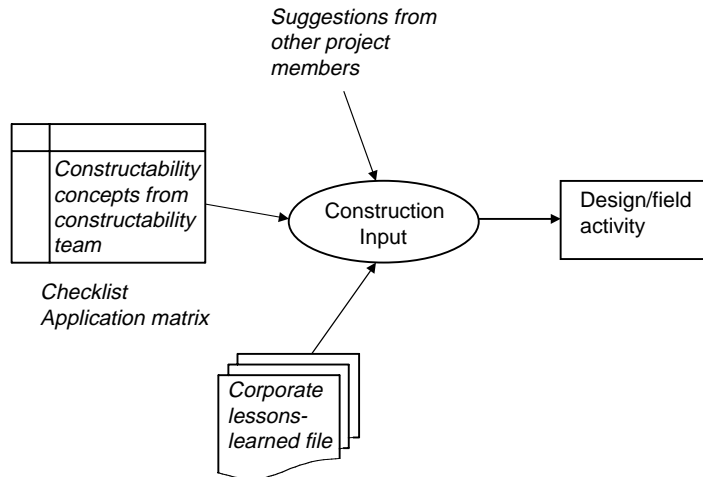 Suggestions from
other project
members
Constructability
concepts from
constructability
team
Construction
Input
Design/field
activity
Checklist
Application matrix
Corporate
lessons-
learned file